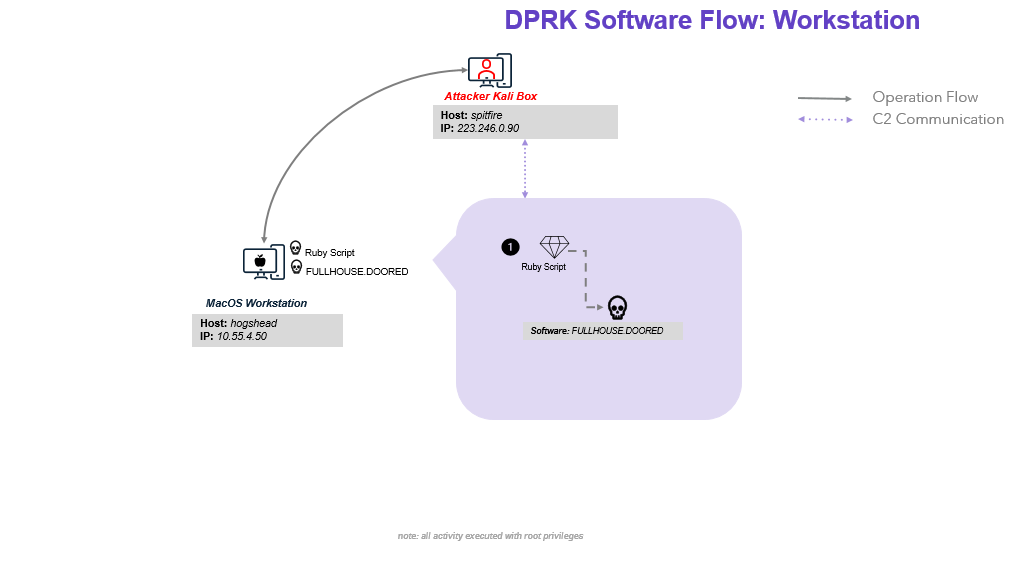 DPRK Software Flow: Workstation
Attacker Kali Box
Host: spitfire
IP: 223.246.0.90
Operation Flow
C2 Communication
Ruby Script
FULLHOUSE.DOORED
MacOS Workstation
Host: hogshead
IP: 10.55.4.50
1
Ruby Script
Software: FULLHOUSE.DOORED
note: all activity executed with root privileges